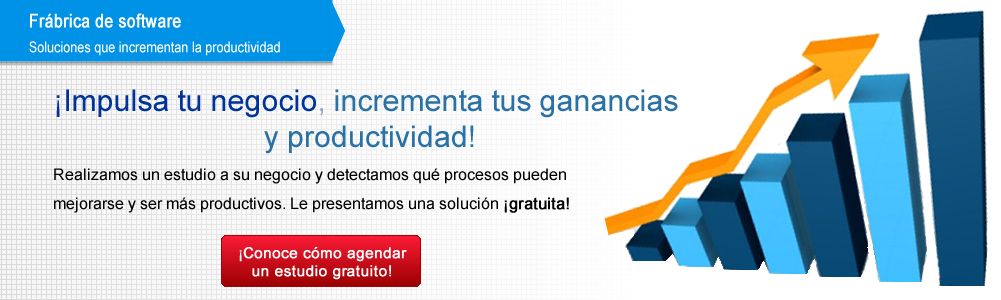 Frábrica de software
Soluciones que incrementan la productividad
¡Impulsa tu negocio, incrementa tus ganancias
y productividad!
Realizamos un estudio a su negocio y detectamos qué procesos pueden
mejorarse y ser más productivos. Le presentamos una solución ¡gratuita!
¡Conoce cómo agendar
un estudio gratuito!